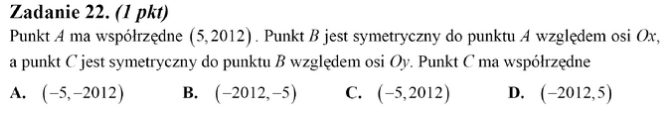 Zadanie 22. (1 pkt)
Punkt A ma współrzędne (5,2012). Punkt B jest symetryczny do punktu A względem osi Ox,
a punkt C jest symetryczny do punktu B względem osi Oy. Punkt C ma współrzędne
A. (−5,−2012) B. (−2012,−5) C. (−5,2012) D. (−2012,5)